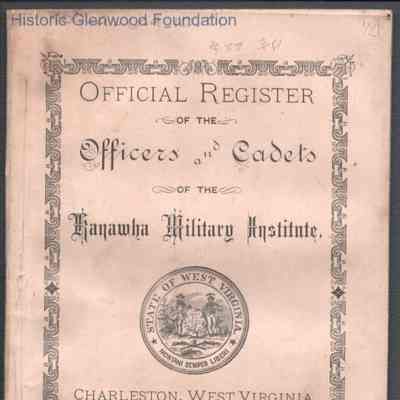 Historic Glenwood Foundation
OFFICIAL REGISTER
OF THE
Officers and Cadets
OF THE
Kanawha Military Institute,
STATE OF WEST VIRGINIA
MONTANI SEMPER LIBERI
CHARLESTON, WEST VIRGINIA